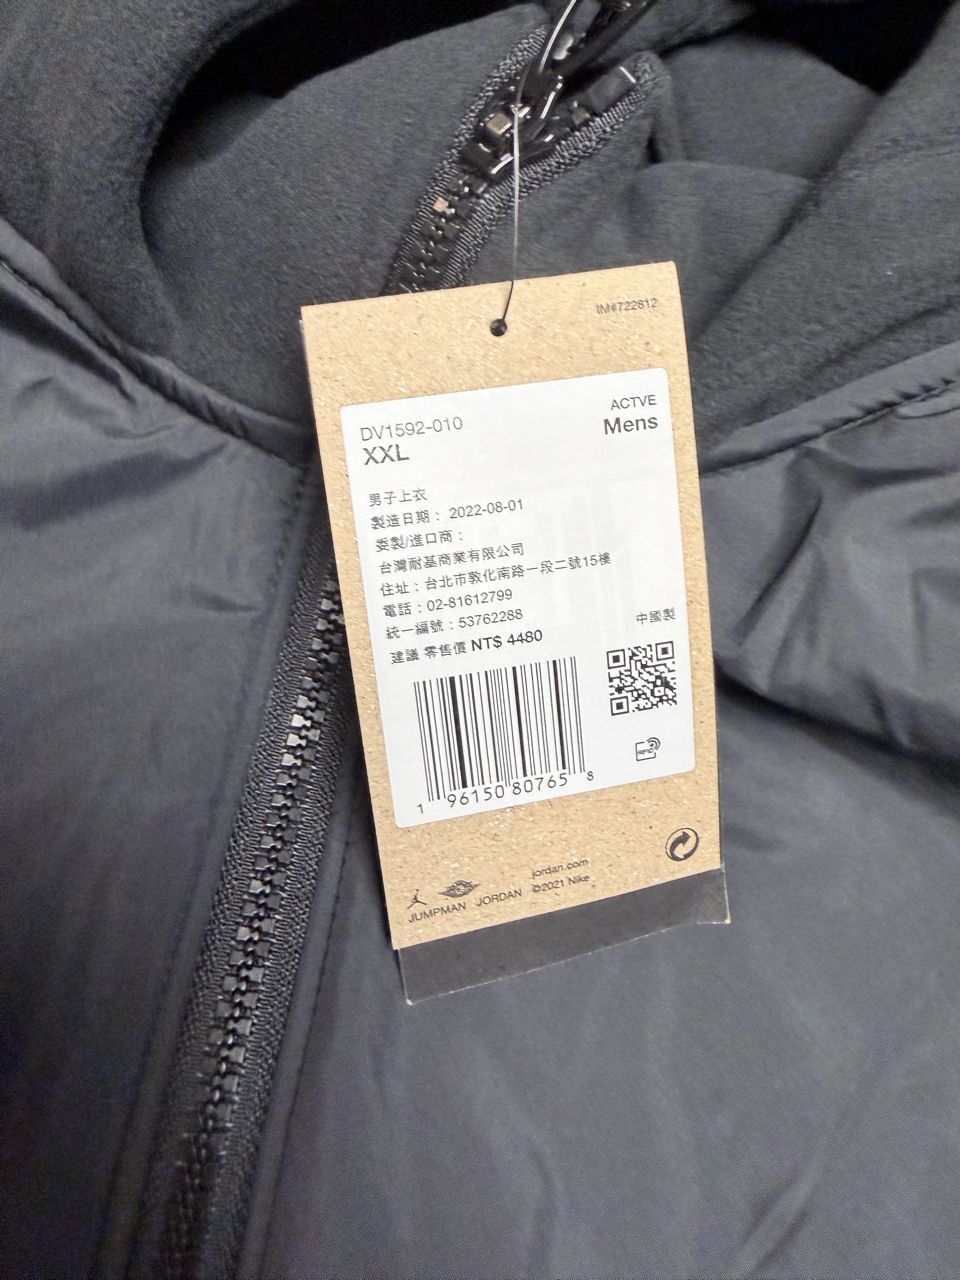 IM#722812
DV1592-010
ACTVE
XXL
Mens
男子上衣
製造日期： 2022-08-01
委製/進口商：
台灣耐基商業有限公司
住址：台北市敦化南路一段二號15樓
電話：02-81612799
統一編號：53762288
中國製
建議 零售價 NT$ 4480
RFID
1 96150 80765 8
jordan.com
JUMPMAN JORDAN ©2021 Nike